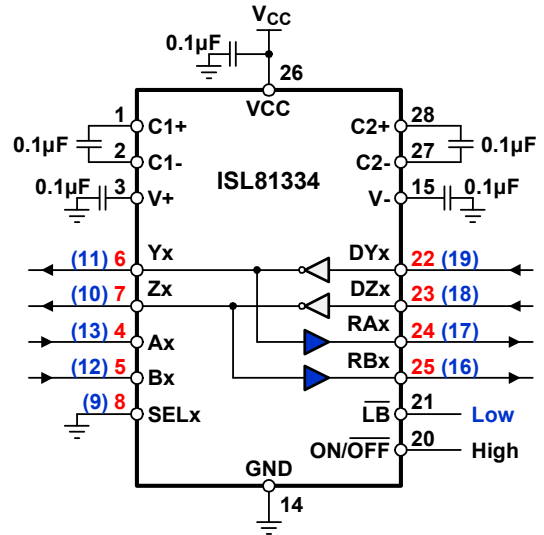 VCC
0.1µF
26
VCC
1 C1+ C2+ 28
0.1µF 0.1µF
2 C1- C2- 27
ISL81334
0.1µF 3 V+ V- 15 0.1µF
(11) 6 Yx DYx 22 (19)
(10) 7 Zx DZx 23 (18)
(13) 4 Ax RAx 24 (17)
(12) 5 Bx RBx 25 (16)
(9) 8 SELx LB 21 Low
ON/OFF 20 High
GND
14